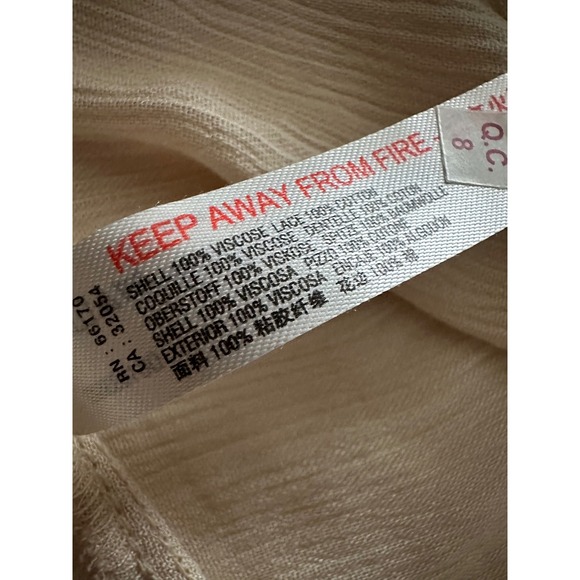 KEEP AWAY FROM FIRE -
SHELL 100% VISCOSE LACE 100% COTTON
COQUILLE 100% VISCOSE DENTELLE 100% COTON
OBERSTOFF 100% VISKOSE SPITZE 100% BAUMWOLLE
SHELL 100% VISCOSA PIZZO 100% COTONE
EXTERIOR 100% VISCOSA ENCAJE 100% ALGODÓN
面料 100% 粘胶纤维 花边 100% 棉
RN : 66170
CA : 32054
Q.C.
8